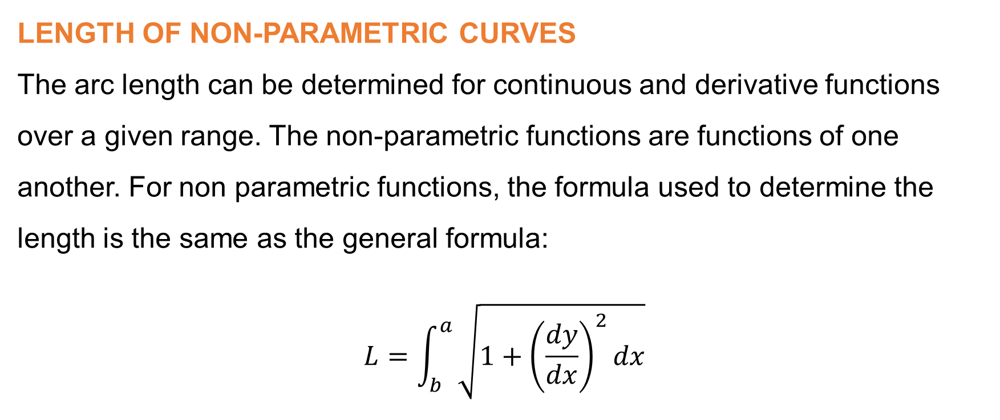 LENGTH OF NON-PARAMETRIC CURVES
The arc length can be determined for continuous and derivative functions
over a given range. The non-parametric functions are functions of one
another. For non parametric functions, the formula used to determine the
length is the same as the general formula:
L = ∫_b^a √(1 + (dy/dx)^2 dx)